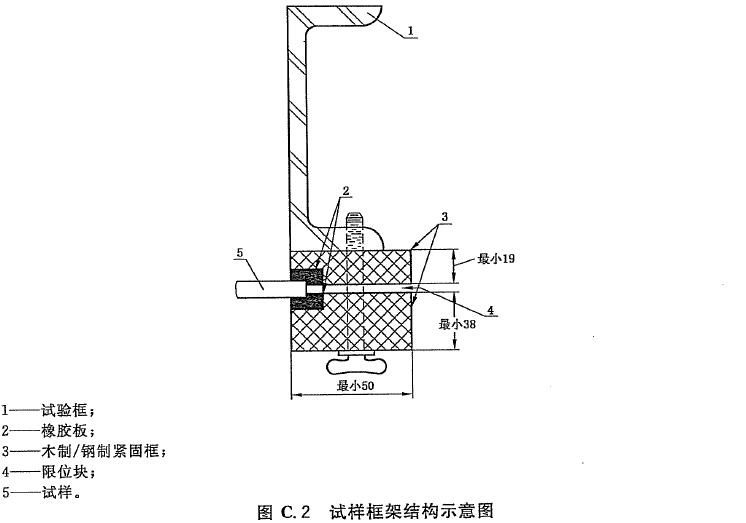 1
2
3
5
最小19
4
最小38
最小50
1——试验框；
2——橡胶板；
3——木制/钢制紧固框；
4——限位块；
5——试样。
图 C.2 试样框架结构示意图